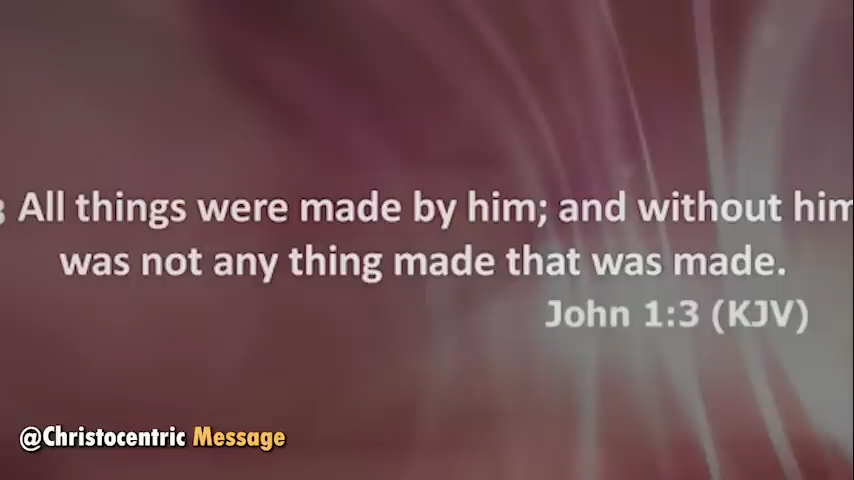 3 All things were made by him; and without him
was not any thing made that was made.
John 1:3 (KJV)
@Christocentric Message